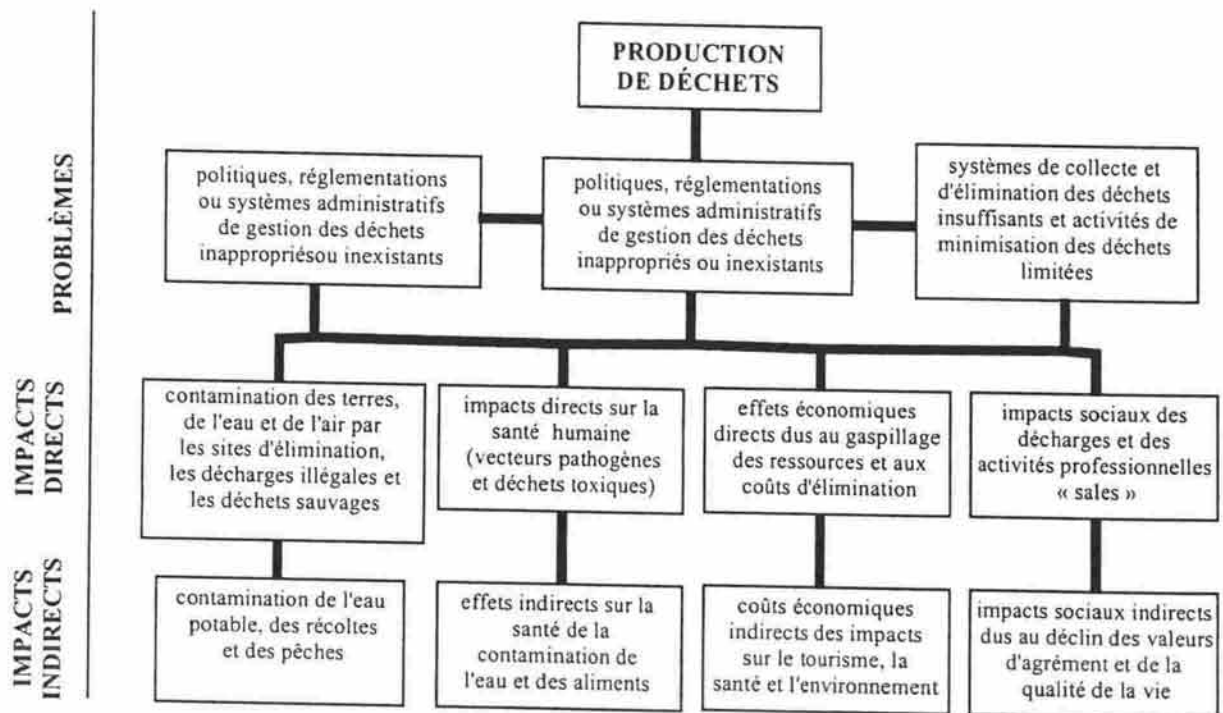 PRODUCTION
DE DÉCHETS
PROBLÈMES
politiques, réglementations
ou systèmes administratifs
de gestion des déchets
inappropriésou inexistants
politiques, réglementations
ou systèmes administratifs
de gestion des déchets
inappropriés ou inexistants
systèmes de collecte et
d'élimination des déchets
insuffisants et activités de
minimisation des déchets
limitées
IMPACTS
DIRECTS
contamination des terres,
de l'eau et de l'air par
les sites d'élimination,
les décharges illégales et
les déchets sauvages
impacts directs sur la
santé humaine
(vecteurs pathogènes
et déchets toxiques)
effets économiques
directs dus au gaspillage
des ressources et aux
coûts d'élimination
impacts sociaux des
décharges et des
activités professionnelles
« sales »
IMPACTS
INDIRECTS
contamination de l'eau
potable, des récoltes
et des pêches
effets indirects sur la
santé de la
contamination de
l'eau et des aliments
coûts économiques
indirects des impacts
sur le tourisme, la
santé et l'environnement
impacts sociaux indirects
dus au déclin des valeurs
d'agrément et de la
qualité de la vie